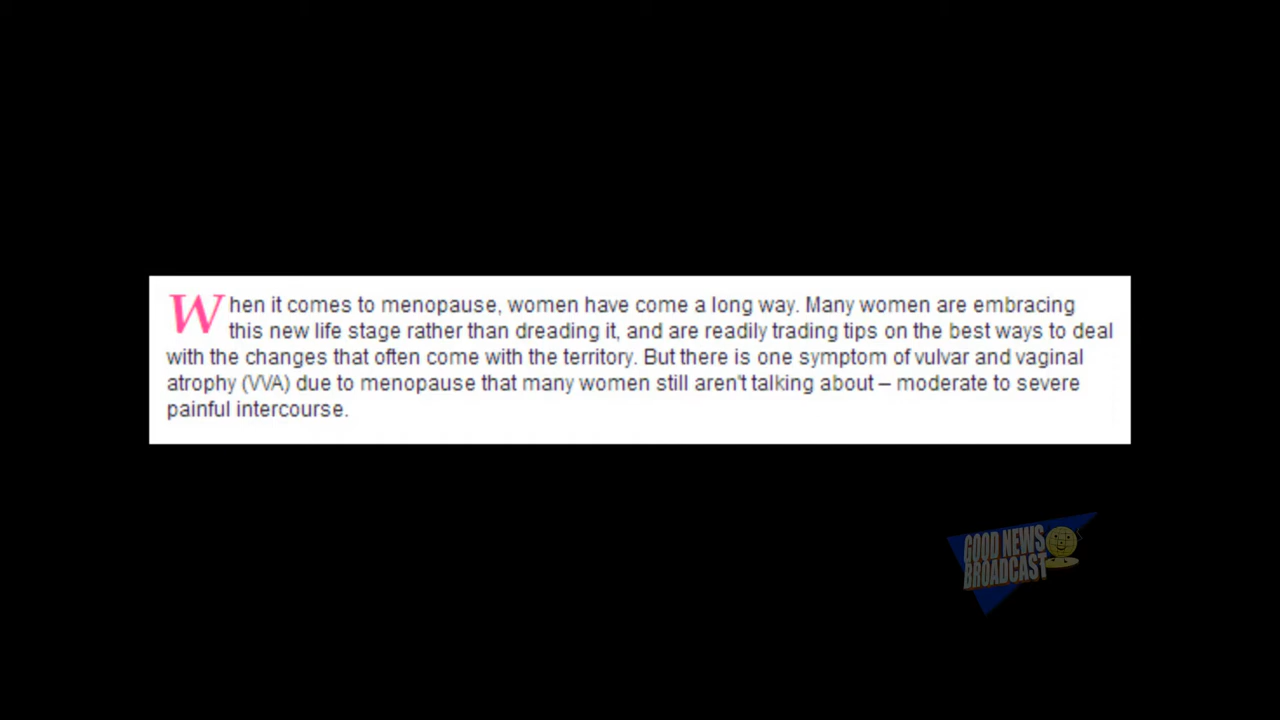 When it comes to menopause, women have come a long way. Many women are embracing
this new life stage rather than dreading it, and are readily trading tips on the best ways to deal
with the changes that often come with the territory. But there is one symptom of vulvar and vaginal
atrophy (VVA) due to menopause that many women still aren't talking about – moderate to severe
painful intercourse.
GOOD NEWS
BROADCAST